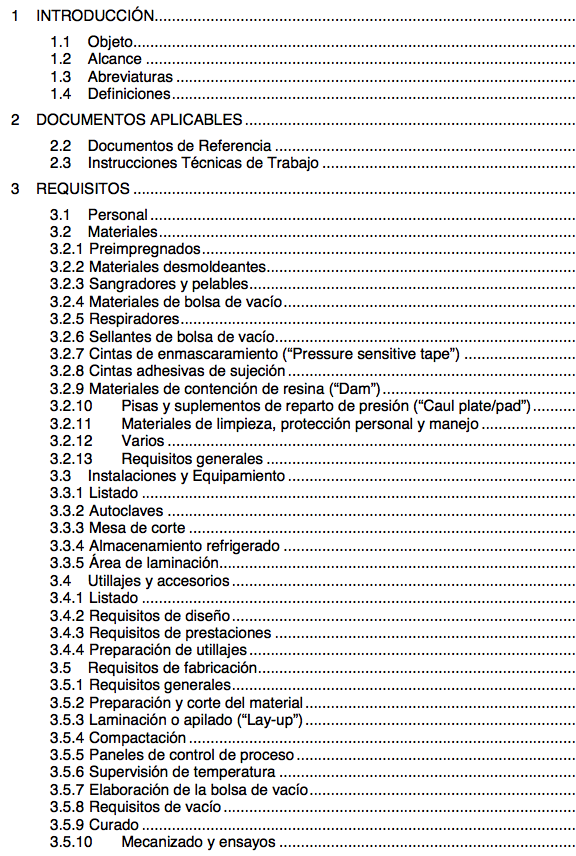 1 INTRODUCCIÓN
1.1 Objeto
1.2 Alcance
1.3 Abreviaturas
1.4 Definiciones
2 DOCUMENTOS APLICABLES
2.2 Documentos de Referencia
2.3 Instrucciones Técnicas de Trabajo
3 REQUISITOS
3.1 Personal
3.2 Materiales
3.2.1 Preimpregnados
3.2.2 Materiales desmoldeantes
3.2.3 Sangradores y pelables
3.2.4 Materiales de bolsa de vacío
3.2.5 Respiradores
3.2.6 Sellantes de bolsa de vacío
3.2.7 Cintas de enmascaramiento (“Pressure sensitive tape”)
3.2.8 Cintas adhesivas de sujeción
3.2.9 Materiales de contención de resina (“Dam”)
3.2.10 Pisas y suplementos de reparto de presión (“Caul plate/pad”)
3.2.11 Materiales de limpieza, protección personal y manejo
3.2.12 Varios
3.2.13 Requisitos generales
3.3 Instalaciones y Equipamiento
3.3.1 Listado
3.3.2 Autoclaves
3.3.3 Mesa de corte
3.3.4 Almacenamiento refrigerado
3.3.5 Área de laminación
3.4 Utillajes y accesorios
3.4.1 Listado
3.4.2 Requisitos de diseño
3.4.3 Requisitos de prestaciones
3.4.4 Preparación de utillajes
3.5 Requisitos de fabricación
3.5.1 Requisitos generales
3.5.2 Preparación y corte del material
3.5.3 Laminación o apilado (“Lay-up”)
3.5.4 Compactación
3.5.5 Paneles de control de proceso
3.5.6 Supervisión de temperatura
3.5.7 Elaboración de la bolsa de vacío
3.5.8 Requisitos de vacío
3.5.9 Curado
3.5.10 Mecanizado y ensayos